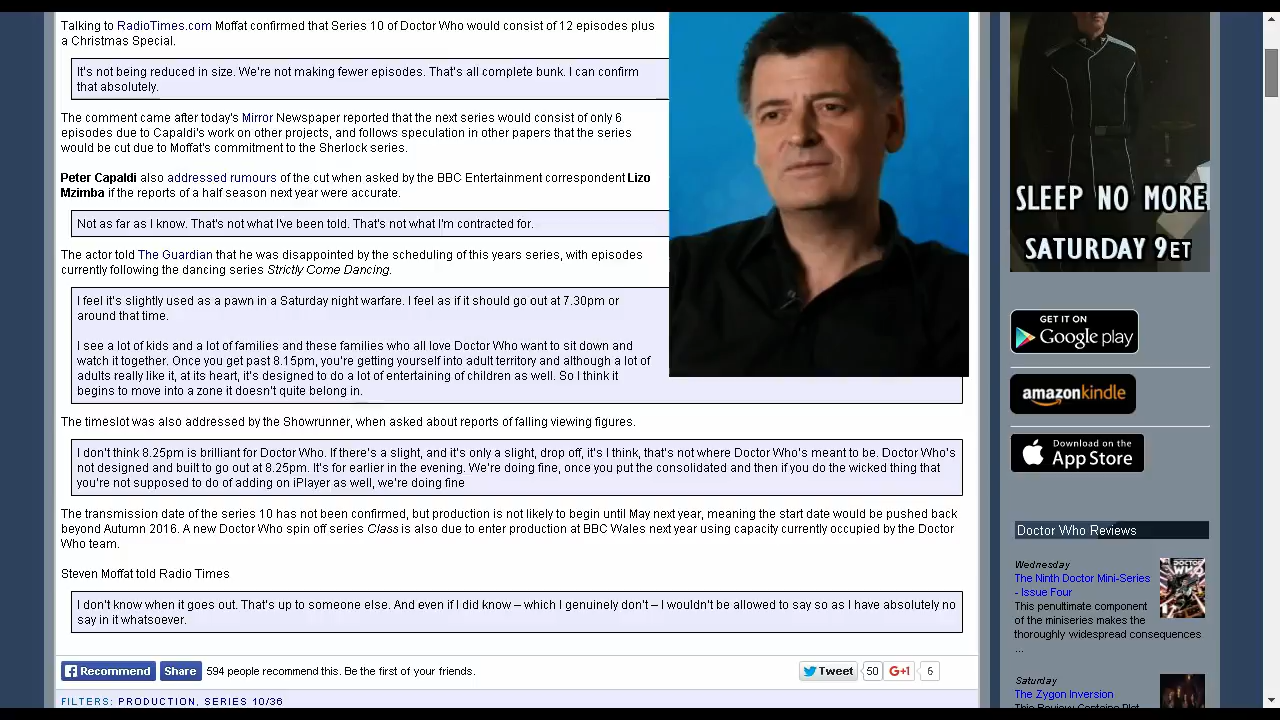 Talking to RadioTimes.com Moffat confirmed that Series 10 of Doctor Who would consist of 12 episodes plus
a Christmas Special.
It's not being reduced in size. We're not making fewer episodes. That's all complete bunk. I can confirm
that absolutely.
The comment came after today's Mirror Newspaper reported that the next series would consist of only 6
episodes due to Capaldi's work on other projects, and follows speculation in other papers that the series
would be cut due to Moffat's commitment to the Sherlock series.
Peter Capaldi also addressed rumours of the cut when asked by the BBC Entertainment correspondent Lizo
Mzimba if the reports of a half season next year were accurate.
Not as far as I know. That's not what I've been told. That's not what I'm contracted for.
The actor told The Guardian that he was disappointed by the scheduling of this years series, with episodes
currently following the dancing series Strictly Come Dancing.
I feel it's slightly used as a pawn in a Saturday night warfare. I feel as if it should go out at 7.30pm or
around that time.
I see a lot of kids and a lot of families and three generations who all love Doctor Who want to sit down and
watch it together. Once you get past 8.15pm, you're getting yourself into adult territory and although a lot of
adults really like it, at its heart, it's designed to do a lot of entertaining of children as well. So I think it
begins to move into a zone it doesn't quite belong in.
The timeslot was also addressed by the Showrunner, when asked about reports of falling viewing figures.
I don't think 8.25pm is brilliant for Doctor Who. If there's a slight, and it's only a slight, drop off, it's I think, that's not where Doctor Who's meant to be. Doctor Who's
not designed and built to go out at 8.25pm. It's for earlier in the evening. We're doing fine, once you put the consolidated and then if you do the wicked thing that
you're not supposed to do of adding on iPlayer as well, we're doing fine
The transmission date of the series 10 has not been confirmed, but production is not likely to begin until May next year, meaning the start date would be pushed back
beyond Autumn 2016. A new Doctor Who spin off series Class is also due to enter production at BBC Wales next year using capacity currently occupied by the Doctor
Who team.
Steven Moffat told Radio Times
I don't know when it goes out. That's up to someone else. And even if I did know – which I genuinely don't – I wouldn't be allowed to say so as I have absolutely no
say in it whatsoever.
Recommend Share 594 people recommend this. Be the first of your friends.
Tweet 50 G+1 6
FILTERS: PRODUCTION, SERIES 10/36
SLEEP NO MORE
SATURDAY 9ET
GET IT ON
Google play
amazonkindle
Download on the
App Store
Doctor Who Reviews
Wednesday
The Ninth Doctor Mini-Series
- Issue Four
This penultimate component
of the miniseries makes the
thoroughly widespread consequences
...
DOCTOR WHO
Saturday
The Zygon Inversion
This Review Contains Plot